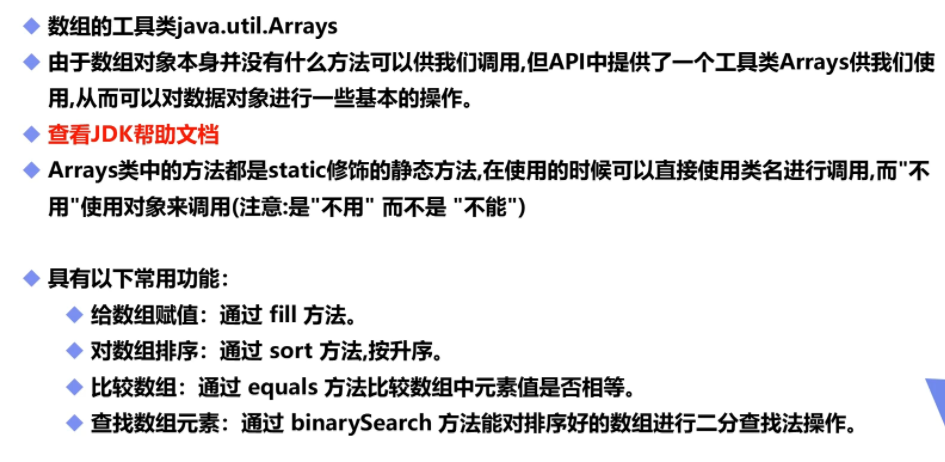 数组的工具类java.util.Arrays
由于数组对象本身并没有什么方法可以供我们调用,但API中提供了一个工具类Arrays供我们使
用,从而可以对数据对象进行一些基本的操作。
查看JDK帮助文档
Arrays类中的方法都是static修饰的静态方法,在使用的时候可以直接使用类名进行调用,而"不
用"使用对象来调用(注意:是"不用" 而不是 "不能")
具有以下常用功能：
给数组赋值：通过 fill 方法。
对数组排序：通过 sort 方法,按升序。
比较数组：通过 equals 方法比较数组中元素值是否相等。
查找数组元素：通过 binarySearch 方法能对排序好的数组进行二分查找法操作。